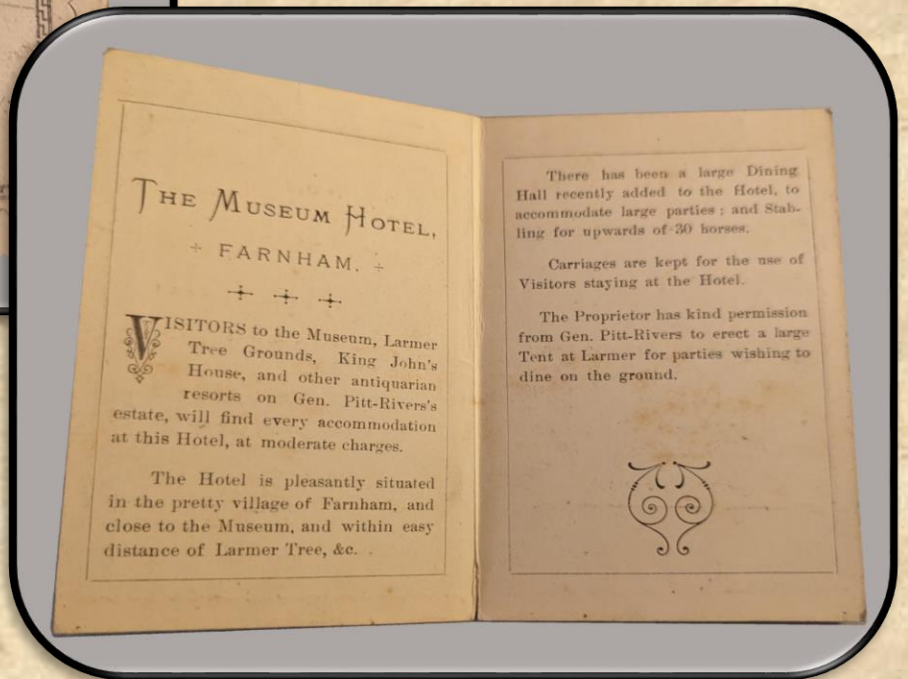 THE MUSEUM HOTEL,
FARNHAM.
VISITORS to the Museum, Larmer
Tree Grounds, King John's
House, and other antiquarian
resorts on Gen. Pitt-Rivers's
estate, will find every accommodation
at this Hotel, at moderate charges.
The Hotel is pleasantly situated
in the pretty village of Farnham, and
close to the Museum, and within easy
distance of Larmer Tree, &c.
There has been a large Dining
Hall recently added to the Hotel, to
accommodate large parties ; and Stab-
ling for upwards of 30 horses.
Carriages are kept for the use of
Visitors staying at the Hotel.
The Proprietor has kind permission
from Gen. Pitt-Rivers to erect a large
Tent at Larmer for parties wishing to
dine on the ground.